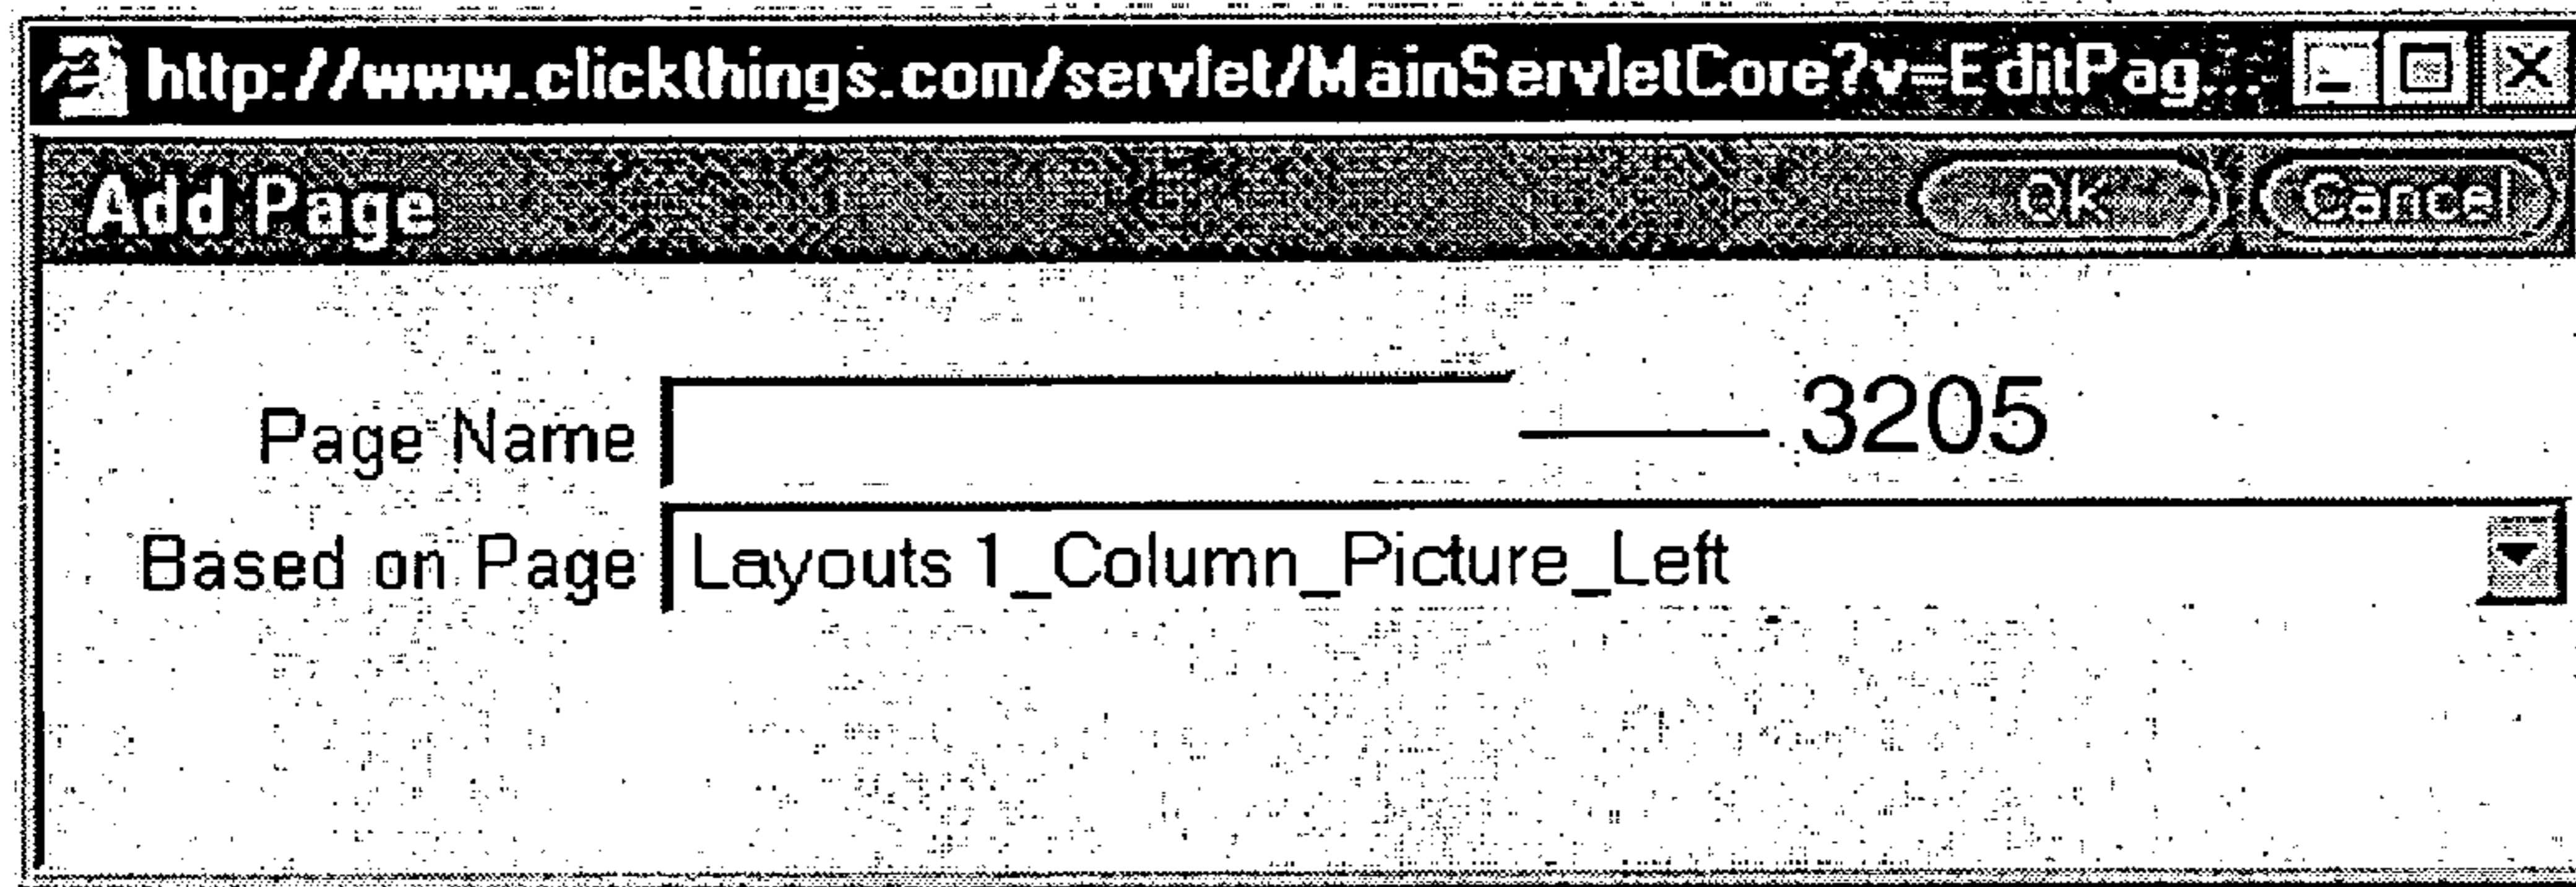 http://www.clickthings.com/servlet/MainServletCore?v=EditPag...
Add Page Ok Cancel
Page Name 3205
Based on Page Layouts 1_Column_Picture_Left